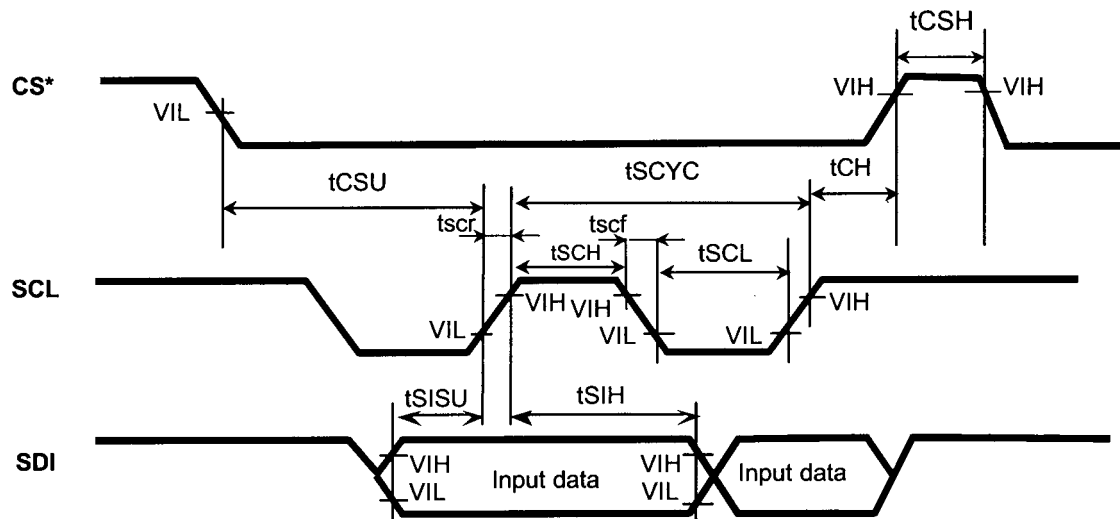 tCSH
CS*
VIL
VIH
VIH
tCSU
tSCYC
tCH
tscr
tscf
tSCH
tSCL
SCL
VIH
VIH
VIH
VIL
VIL
VIL
tSISU
tSIH
SDI
VIH
Input data
VIH
Input data
VIL
VIL